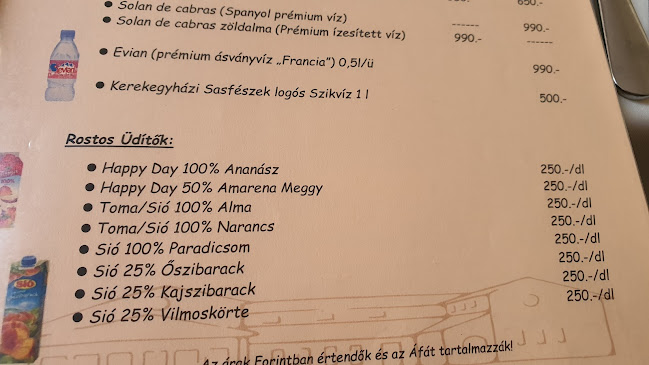 650.-
Solan de cabras (Spanyol prémium víz)
Solan de cabras zöldalma (Prémium ízesített víz) ------ 990.-
990.- ------
Evian (prémium ásványvíz „Francia”) 0,5l/ü 990.-
Kerekegyházi Sasfészek logós Szikvíz 1 l 500.-
Rostos Üdítők:
Happy Day 100% Ananász 250.-/dl
Happy Day 50% Amarena Meggy 250.-/dl
Toma/Sió 100% Alma 250.-/dl
Toma/Sió 100% Narancs 250.-/dl
Sió 100% Paradicsom 250.-/dl
Sió 25% Őszibarack 250.-/dl
Sió 25% Kajszibarack 250.-/dl
Sió 25% Vilmoskörte 250.-/dl
Az árak Forintban értendők és az Áfát tartalmazzák!
evian
SIÓ